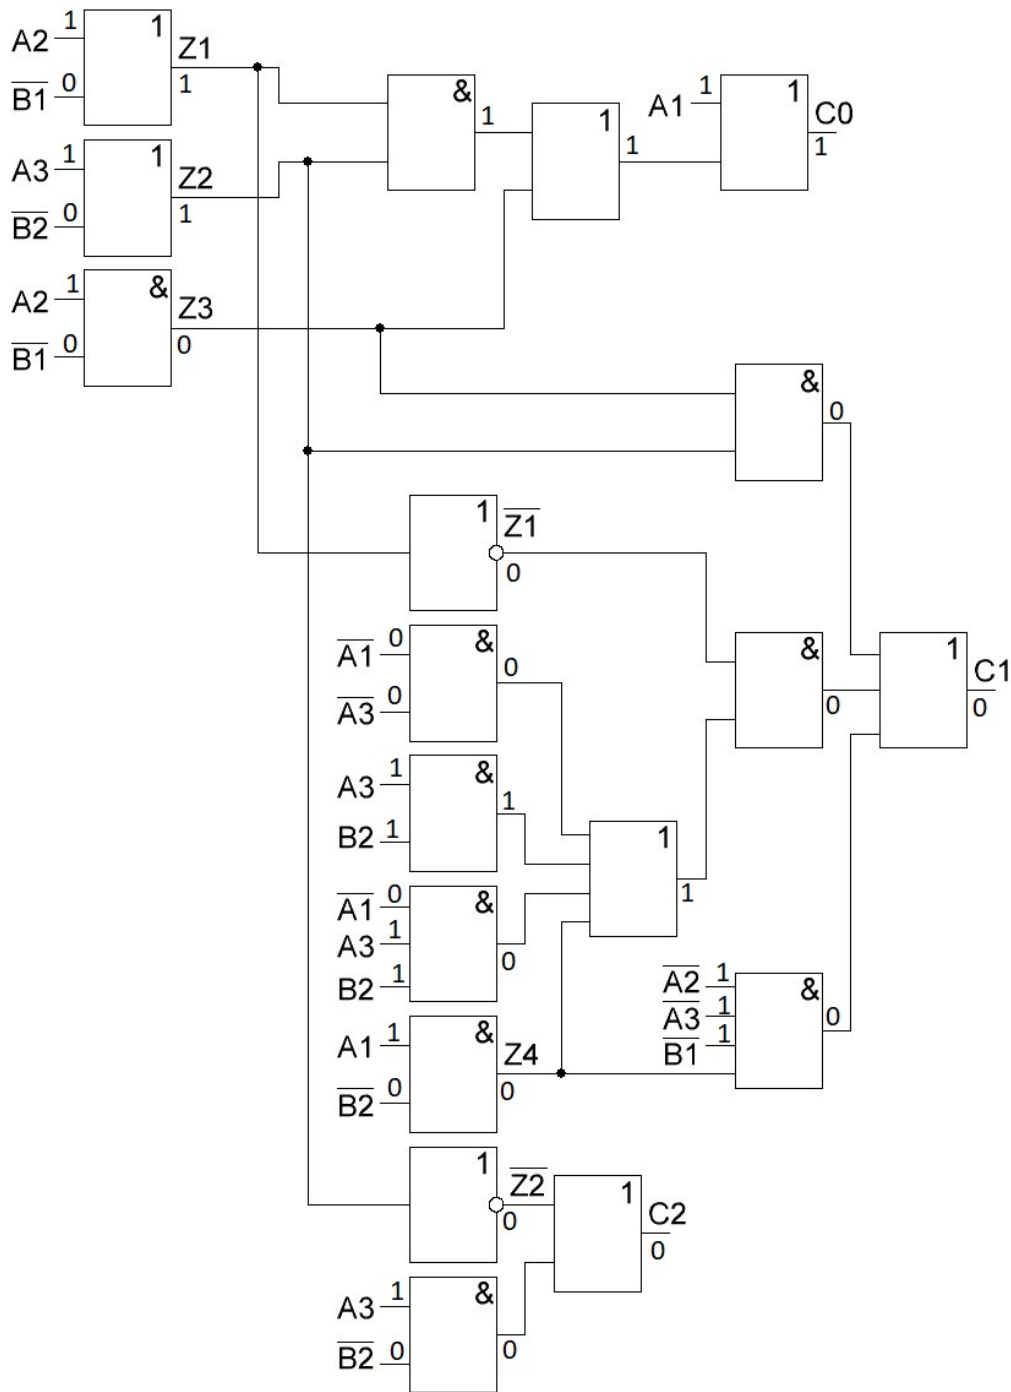 A2 1 1 Z1
B1 0 1
A3 1 1 Z2
B2 0 1
A2 1 & Z3
B1 0 0
& 1
1 1
A1 1 1 C0
1
& 0
1 Z1
0
A1 0 & 0
A3 0
A3 1 & 1
B2 1
A1 0 &
A3 1
B2 1 0
A1 1 & Z4
B2 0 0
1 1
& 0
A2 1 &
A3 1 0
B1 1
1 C1
0
1 Z2
0
A3 1 &
B2 0 0
1 C2
0